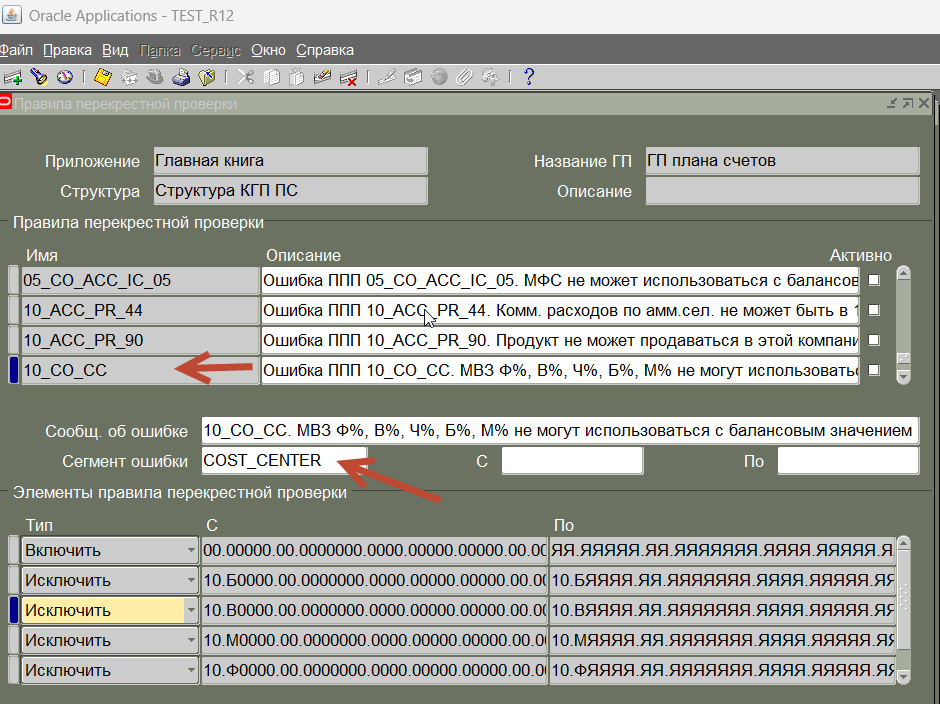 Oracle Applications - TEST_R12
Файл Правка Вид Папка Сервис Окно Справка
Правила перекрестной проверки
Приложение Главная книга Название ГП ГП плана счетов
Структура Структура КГП ПС Описание
Правила перекрестной проверки
Имя Описание Активно
05_CO_ACC_IC_05 Ошибка ППП 05_CO_ACC_IC_05. МФС не может использоваться с балансов
10_ACC_PR_44 Ошибка ППП 10_ACC_PR_44. Комм. расходов по амм.сел. не может быть в 1
10_ACC_PR_90 Ошибка ППП 10_ACC_PR_90. Продукт не может продаваться в этой компани
10_CO_CC Ошибка ППП 10_CO_CC. МВЗ Ф%, В%, Ч%, Б%, М% не могут использоватьс
Сообщ. об ошибке 10_CO_CC. МВЗ Ф%, В%, Ч%, Б%, М% не могут использоваться с балансовым значением
Сегмент ошибки COST_CENTER С По
Элементы правила перекрестной проверки
Тип С По
Включить 00.00000.00.0000000.0000.00000.00000.00.00 ЯЯ.ЯЯЯЯЯ.ЯЯ.ЯЯЯЯЯЯЯ.ЯЯЯЯ.ЯЯЯЯЯ.Я
Исключить 10.Б0000.00.0000000.0000.00000.00000.00.00 10.БЯЯЯЯ.ЯЯ.ЯЯЯЯЯЯЯ.ЯЯЯЯ.ЯЯЯЯЯ.ЯЯ
Исключить 10.В0000.00.0000000.0000.00000.00000.00.00 10.ВЯЯЯЯ.ЯЯ.ЯЯЯЯЯЯЯ.ЯЯЯЯ.ЯЯЯЯЯ.ЯЯ
Исключить 10.М0000.00.0000000.0000.00000.00000.00.0 10.МЯЯЯЯ.ЯЯ.ЯЯЯЯЯЯЯ.ЯЯЯЯ.ЯЯЯЯЯ.ЯЯ
Исключить 10.Ф0000.00.0000000.0000.00000.00000.00.0 10.ФЯЯЯЯ.ЯЯ.ЯЯЯЯЯЯЯ.ЯЯЯЯ.ЯЯЯЯЯ.ЯЯ